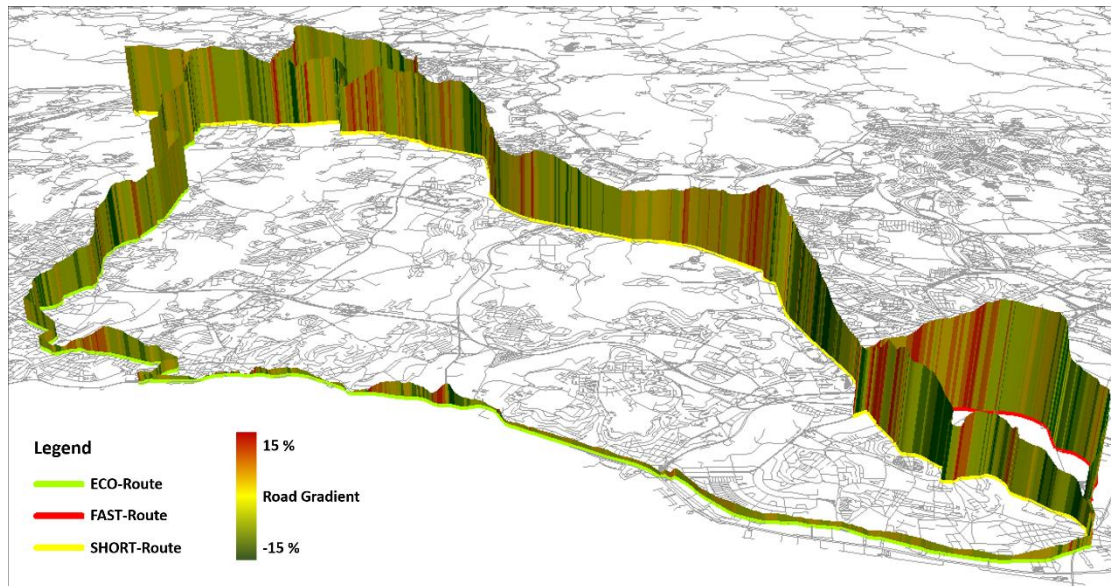 Legend
ECO-Route
FAST-Route
SHORT-Route
15 %
Road Gradient
-15 %